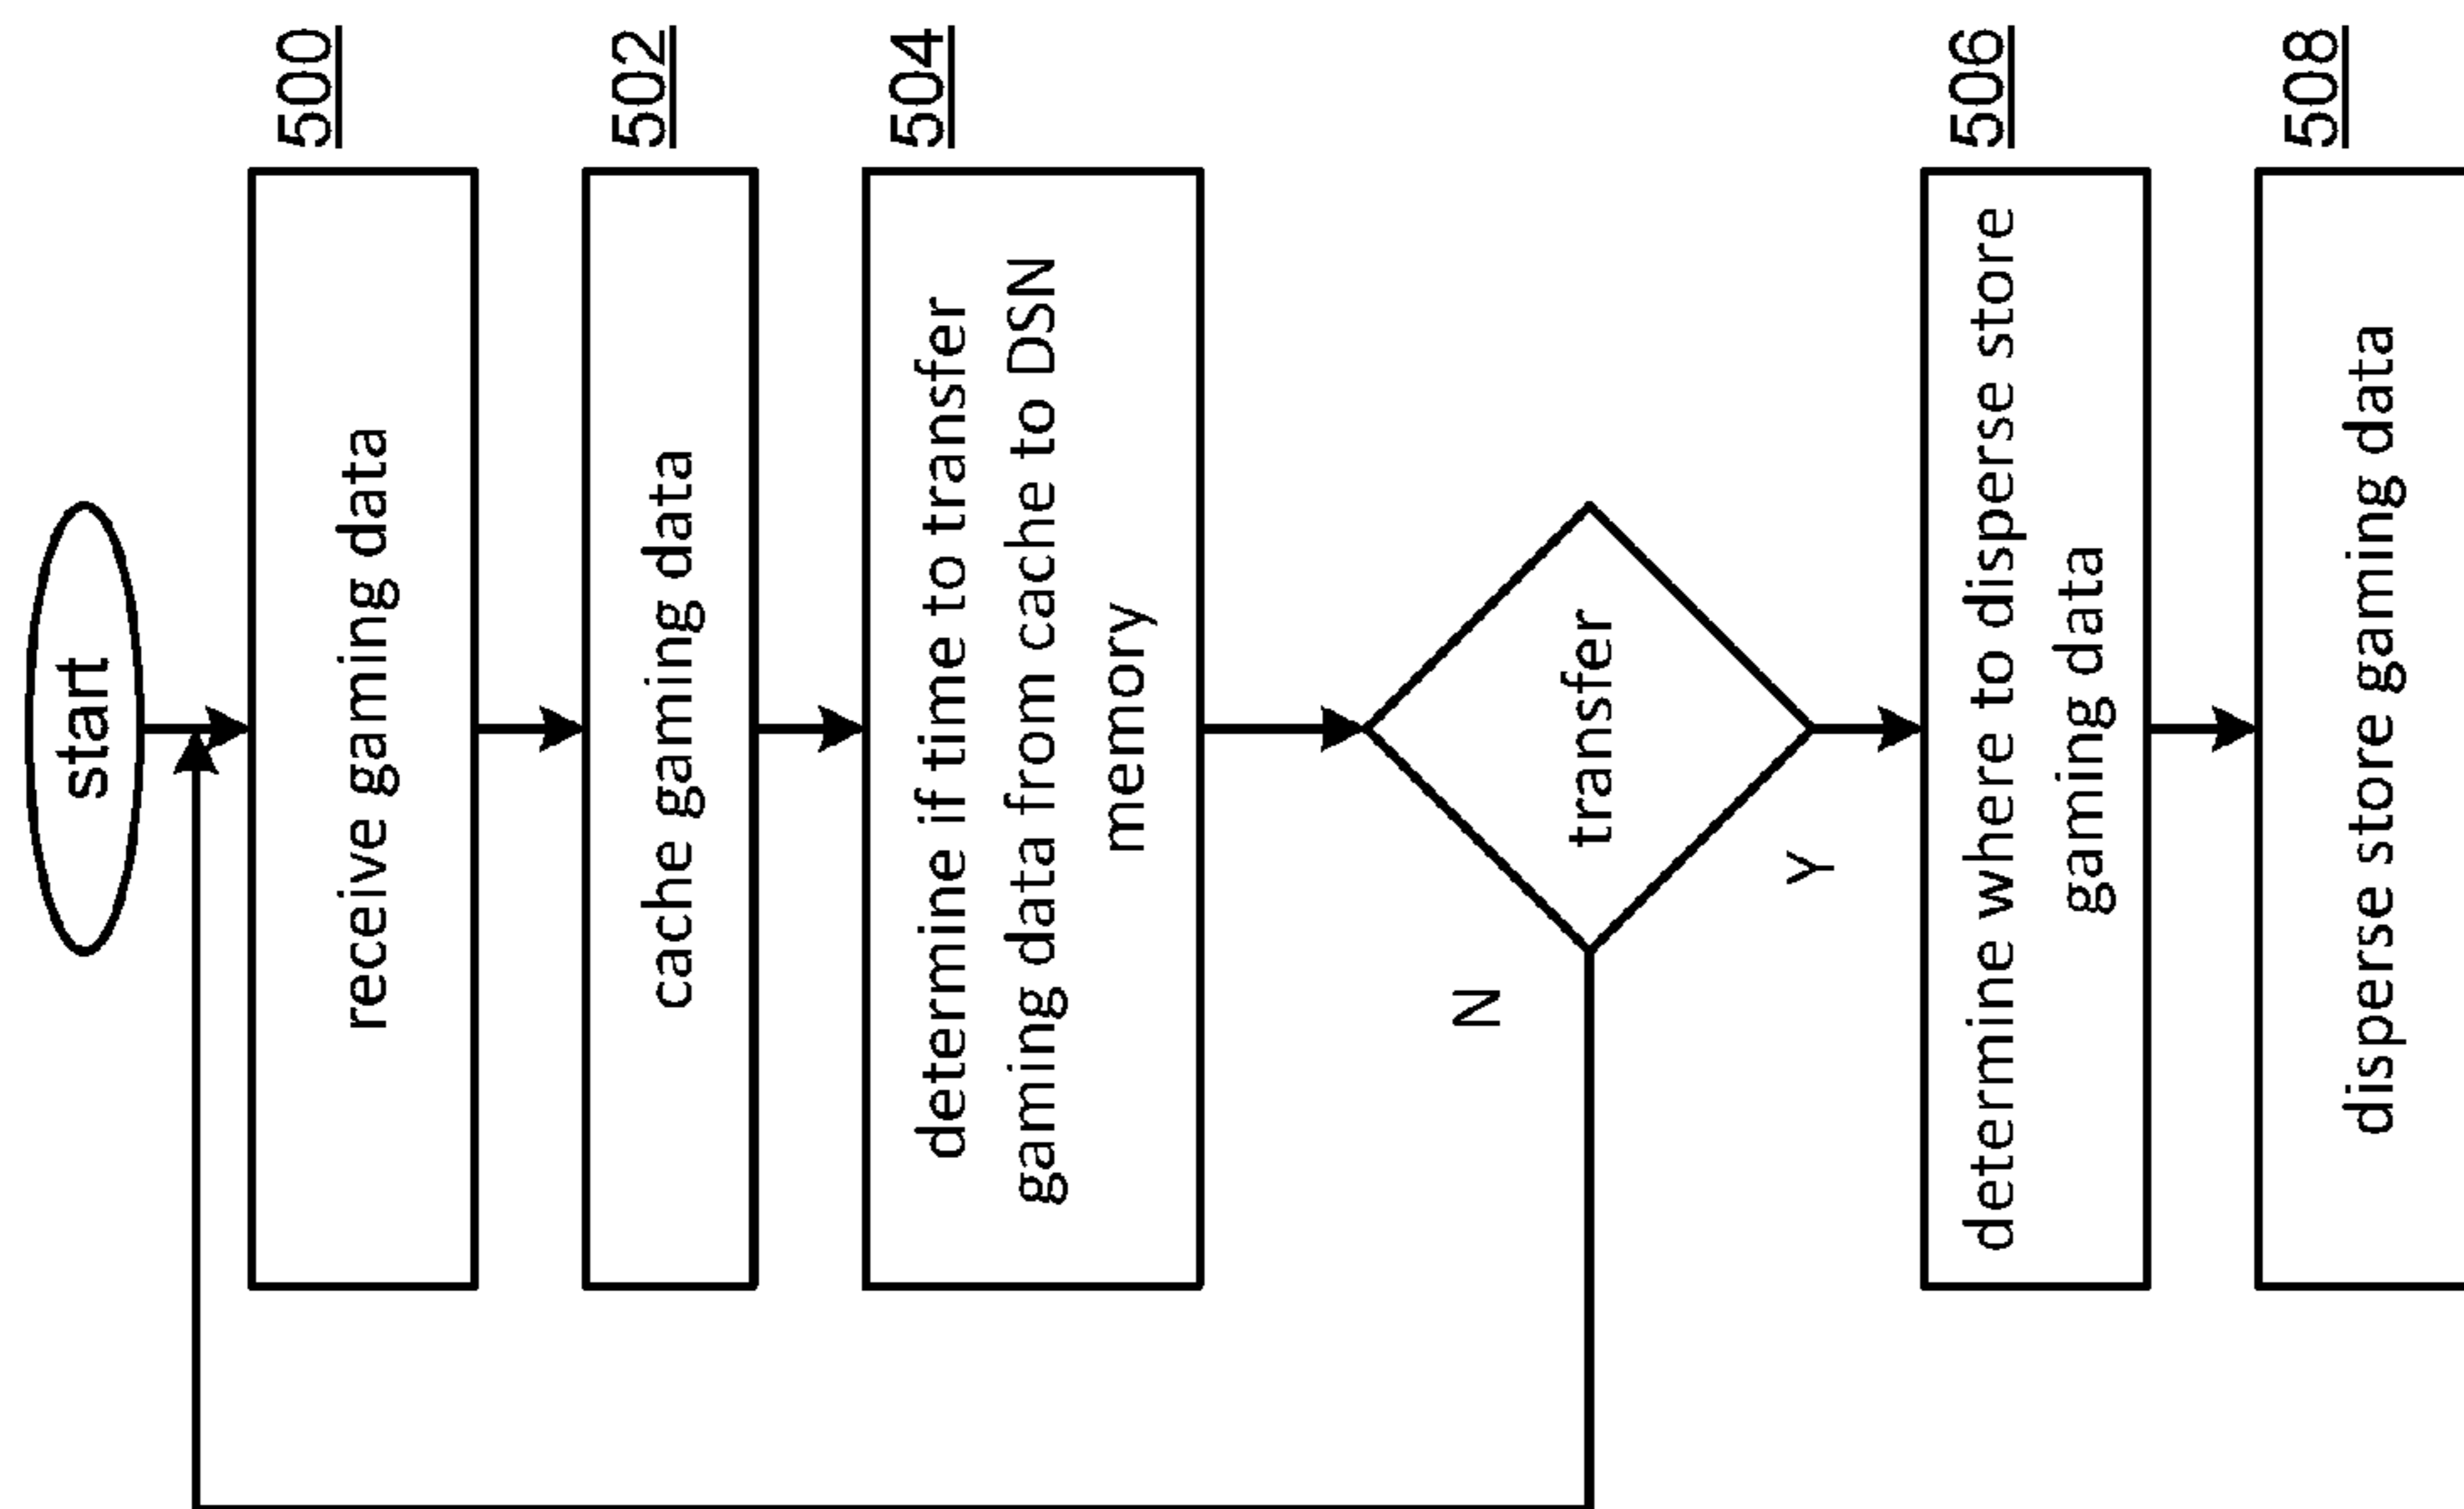 start
500
receive gaming data
502
cache gaming data
504
determine if time to transfer
gaming data from cache to DSN
memory
transfer
N
Y
506
determine where to disperse store
gaming data
508
disperse store gaming data